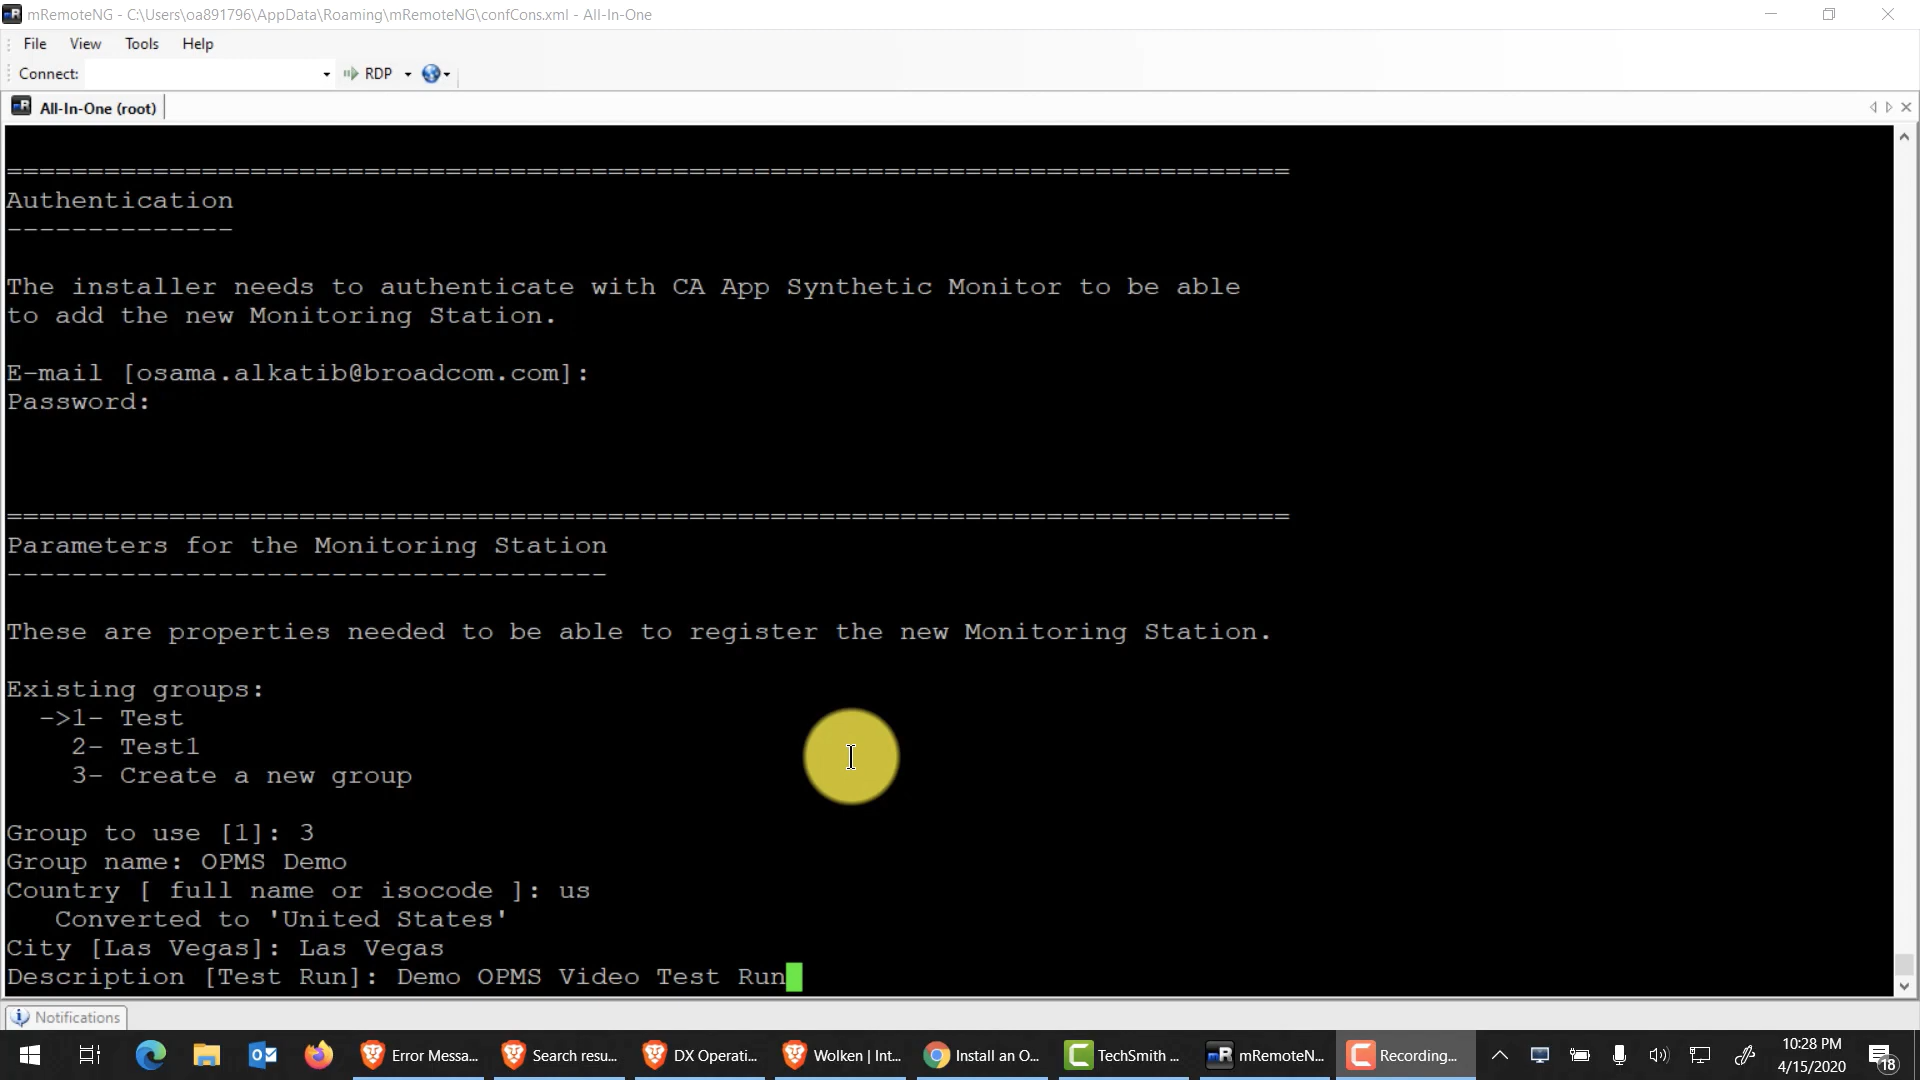 mRemoteNG - C:\Users\oa891796\AppData\Roaming\mRemoteNG\confCons.xml - All-In-One
File View Tools Help
Connect: RDP
All-In-One (root)
================================================================================
Authentication
--------------
The installer needs to authenticate with CA App Synthetic Monitor to be able
to add the new Monitoring Station.
E-mail [osama.alkatib@broadcom.com]:
Password:
================================================================================
Parameters for the Monitoring Station
-------------------------------------
These are properties needed to be able to register the new Monitoring Station.
Existing groups:
->1- Test
2- Test1
3- Create a new group
Group to use [1]: 3
Group name: OPMS Demo
Country [ full name or isocode ]: us
Converted to 'United States'
City [Las Vegas]: Las Vegas
Description [Test Run]: Demo OPMS Video Test Run
Notifications
Error Messa... Search resu... DX Operati... Wolken | Int... Install an O... TechSmith ... mRemoteN... Recording... 10:28 PM
4/15/2020 18